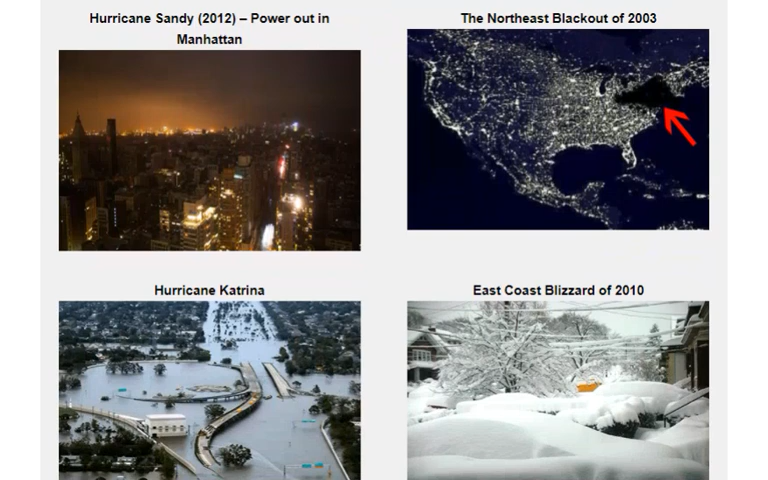 Hurricane Sandy (2012) – Power out in
Manhattan
The Northeast Blackout of 2003
Hurricane Katrina
East Coast Blizzard of 2010